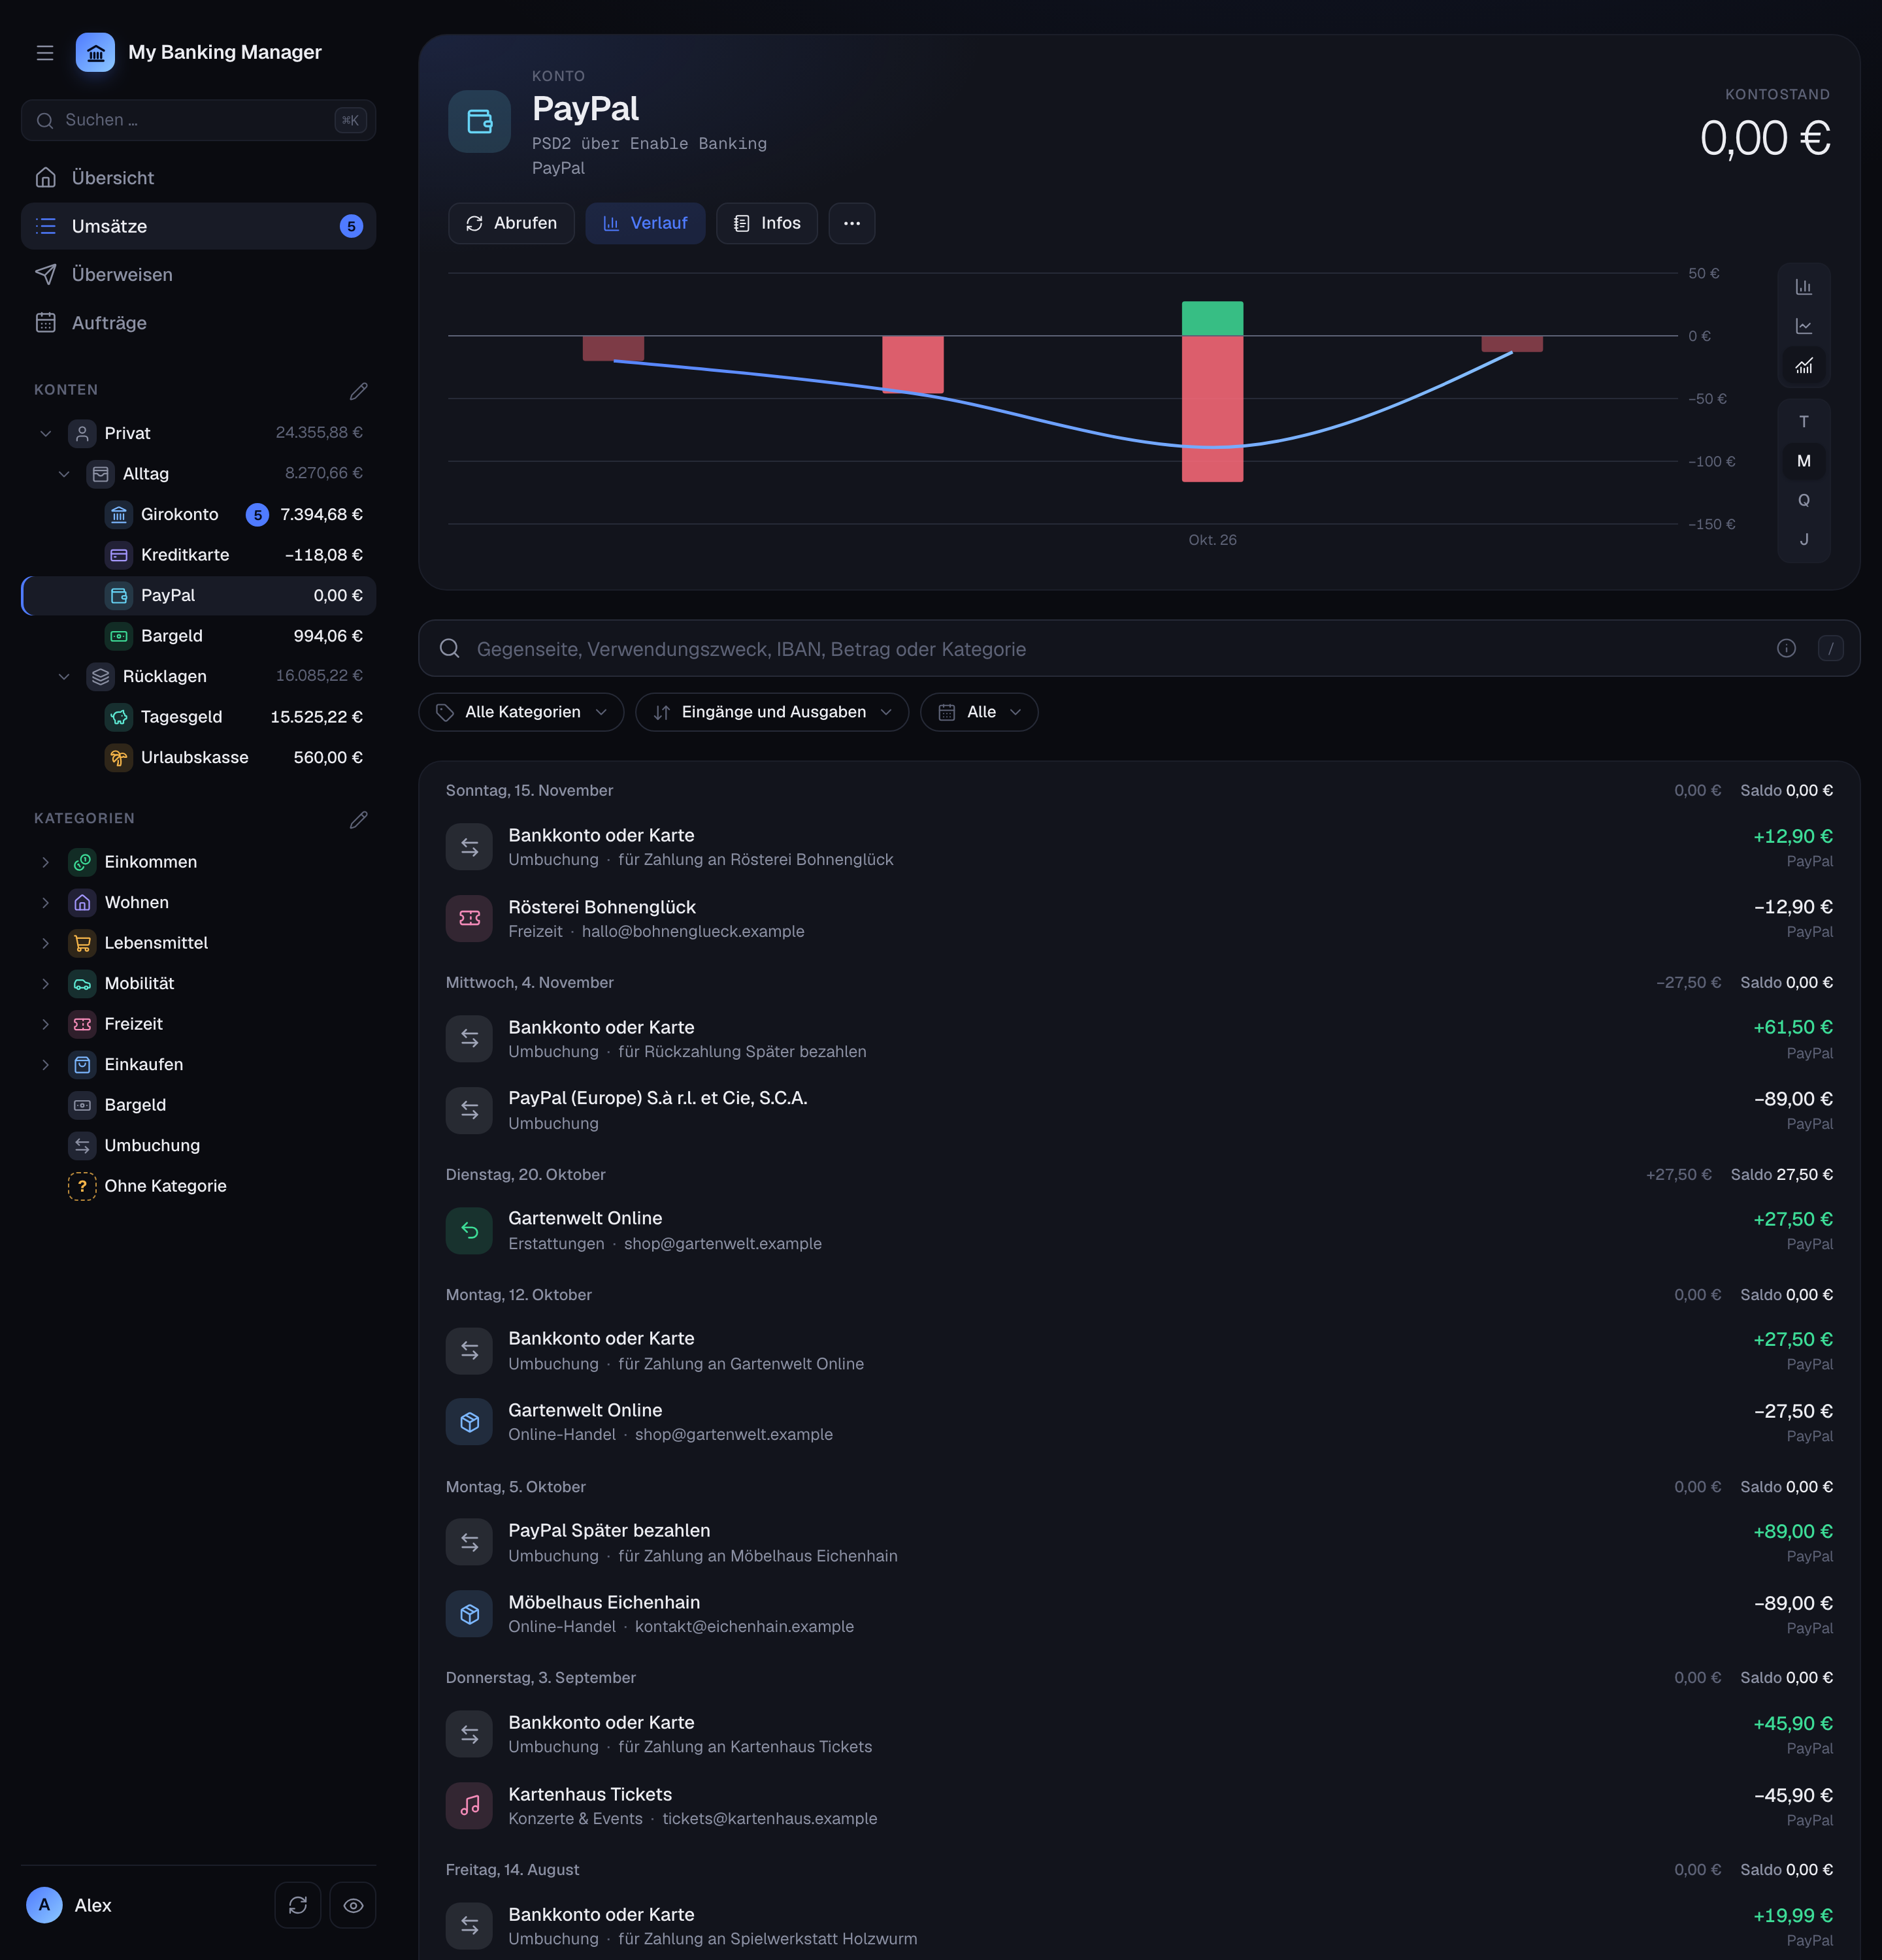 My Banking Manager
Suchen …
⌘K
Übersicht
Umsätze
5
Überweisen
Aufträge
KONTEN
Privat 24.355,88 €
Alltag 8.270,66 €
Girokonto 5 7.394,68 €
Kreditkarte −118,08 €
PayPal 0,00 €
Bargeld 994,06 €
Rücklagen 16.085,22 €
Tagesgeld 15.525,22 €
Urlaubskasse 560,00 €
KATEGORIEN
Einkommen
Wohnen
Lebensmittel
Mobilität
Freizeit
Einkaufen
Bargeld
Umbuchung
? Ohne Kategorie
A Alex
KONTO
PayPal
PSD2 über Enable Banking
PayPal
KONTOSTAND
0,00 €
Abrufen Verlauf Infos
50 €
0 €
−50 €
−100 €
−150 €
Okt. 26
T
M
Q
J
Gegenseite, Verwendungszweck, IBAN, Betrag oder Kategorie /
Alle Kategorien Eingänge und Ausgaben Alle
Sonntag, 15. November 0,00 € Saldo 0,00 €
Bankkonto oder Karte +12,90 €
Umbuchung · für Zahlung an Rösterei Bohnenglück PayPal
Rösterei Bohnenglück −12,90 €
Freizeit · hallo@bohnenglueck.example PayPal
Mittwoch, 4. November −27,50 € Saldo 0,00 €
Bankkonto oder Karte +61,50 €
Umbuchung · für Rückzahlung Später bezahlen PayPal
PayPal (Europe) S.à r.l. et Cie, S.C.A. −89,00 €
Umbuchung PayPal
Dienstag, 20. Oktober +27,50 € Saldo 27,50 €
Gartenwelt Online +27,50 €
Erstattungen · shop@gartenwelt.example PayPal
Montag, 12. Oktober 0,00 € Saldo 0,00 €
Bankkonto oder Karte +27,50 €
Umbuchung · für Zahlung an Gartenwelt Online PayPal
Gartenwelt Online −27,50 €
Online-Handel · shop@gartenwelt.example PayPal
Montag, 5. Oktober 0,00 € Saldo 0,00 €
PayPal Später bezahlen +89,00 €
Umbuchung · für Zahlung an Möbelhaus Eichenhain PayPal
Möbelhaus Eichenhain −89,00 €
Online-Handel · kontakt@eichenhain.example PayPal
Donnerstag, 3. September 0,00 € Saldo 0,00 €
Bankkonto oder Karte +45,90 €
Umbuchung · für Zahlung an Kartenhaus Tickets PayPal
Kartenhaus Tickets −45,90 €
Konzerte & Events · tickets@kartenhaus.example PayPal
Freitag, 14. August 0,00 € Saldo 0,00 €
Bankkonto oder Karte +19,99 €
Umbuchung · für Zahlung an Spielwerkstatt Holzwurm PayPal